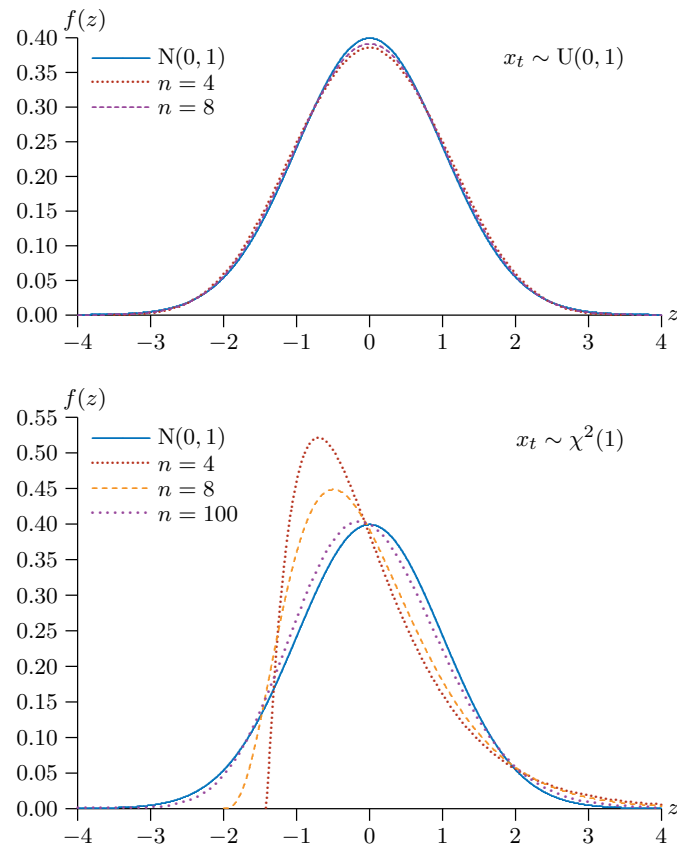 f(z)
0.40
0.35
0.30
0.25
0.20
0.15
0.10
0.05
0.00
N(0, 1)
n = 4
n = 8
x_t ∼ U(0, 1)
−4 −3 −2 −1 0 1 2 3 4
z
f(z)
0.55
0.50
0.45
0.40
0.35
0.30
0.25
0.20
0.15
0.10
0.05
0.00
N(0, 1)
n = 4
n = 8
n = 100
x_t ∼ χ²(1)
−4 −3 −2 −1 0 1 2 3 4
z